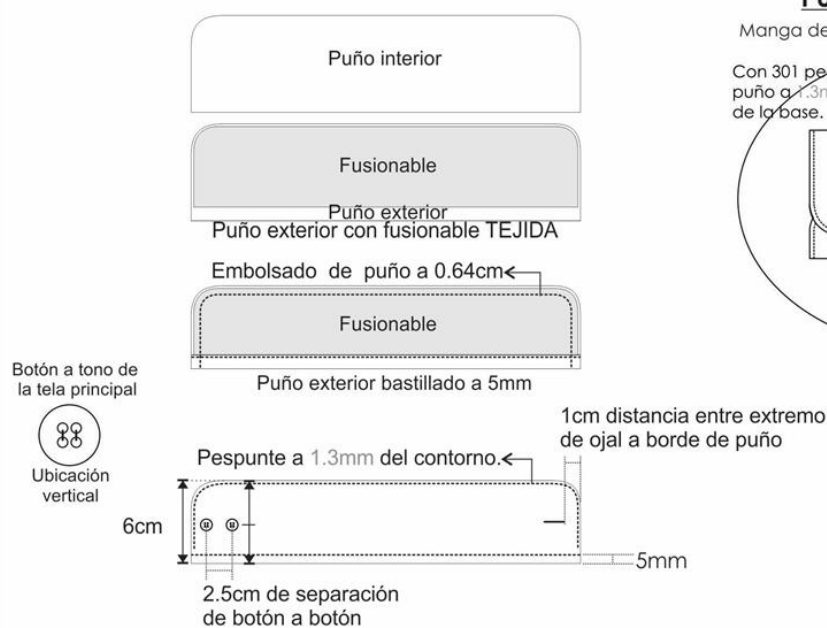 Puño interior
Fusionable
Puño exterior
Puño exterior con fusionable TEJIDA
Embolsado de puño a 0.64cm
Fusionable
Puño exterior bastillado a 5mm
Botón a tono de
la tela principal
Ubicación
vertical
1cm distancia entre extremo
de ojal a borde de puño
Pespunte a 1.3mm del contorno.
6cm
5mm
2.5cm de separación
de botón a botón
Manga de
Con 301
puño a
de la base.